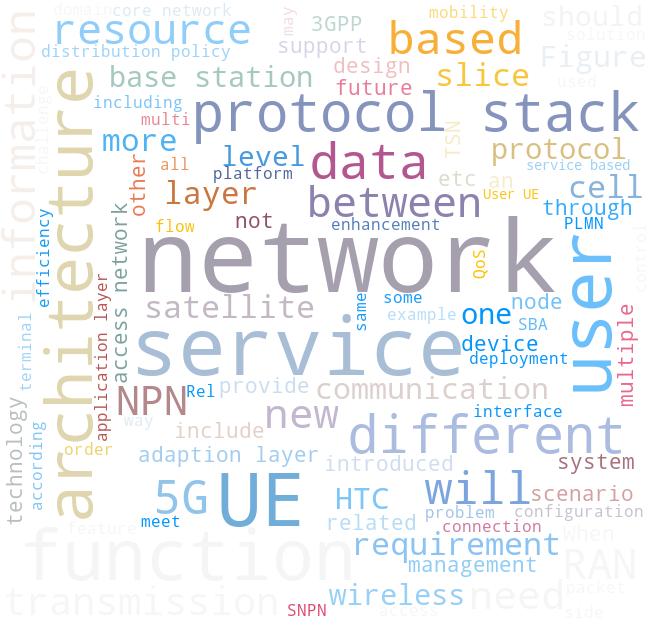 domain core network
may
3GPP
mobility
should
resource
distribution policy
support
based
solution
Figure
information
architecture
base station
design
future
slice
used
including
challenge
multi
protocol stack
more
other
all
level
platform
data
TSN
protocol
service based
etc
an
layer
between
User UE
cell
through
efficiency
access network
flow
not
enhancement
PLMN
network
QoS
user
control
application layer
satellite
same
some
example
one
node
SBA
multiple
terminal
service
device
deployment
NPN
Rel
provide
communication
technology
according
way
include
new
interface
different
order
adaption layer
introduced
system
5G
UE
HTC
will
scenario
meet
related
problem
configuration
connection
feature
function
requirement
When
management
RAN
transmission
wireless
need
packet
SNPN
access
side